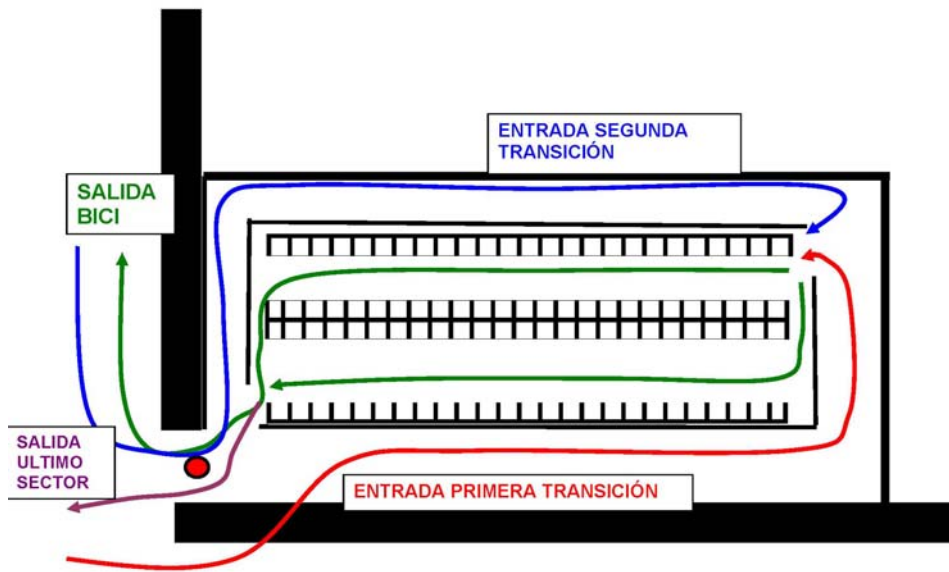 ENTRADA SEGUNDA
TRANSICIÓN
SALIDA
BICI
SALIDA
ULTIMO
SECTOR
ENTRADA PRIMERA TRANSICIÓN